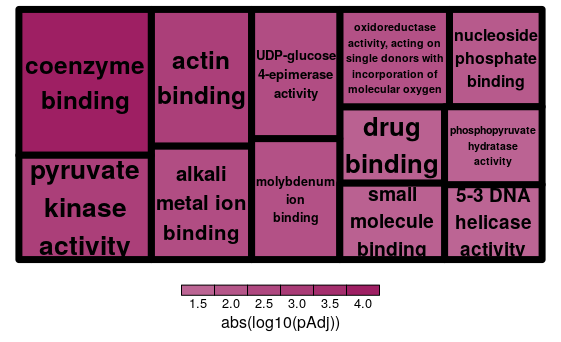 coenzyme
binding
pyruvate
kinase
activity
actin
binding
alkali
metal ion
binding
UDP-glucose
4-epimerase
activity
molybdenum
ion
binding
oxidoreductase
activity, acting on
single donors with
incorporation of
molecular oxygen
nucleoside
phosphate
binding
drug
binding
phosphopyruvate
hydratase
activity
small
molecule
binding
5-3 DNA
helicase
activity
1.5 2.0 2.5 3.0 3.5 4.0
abs(log10(pAdj))